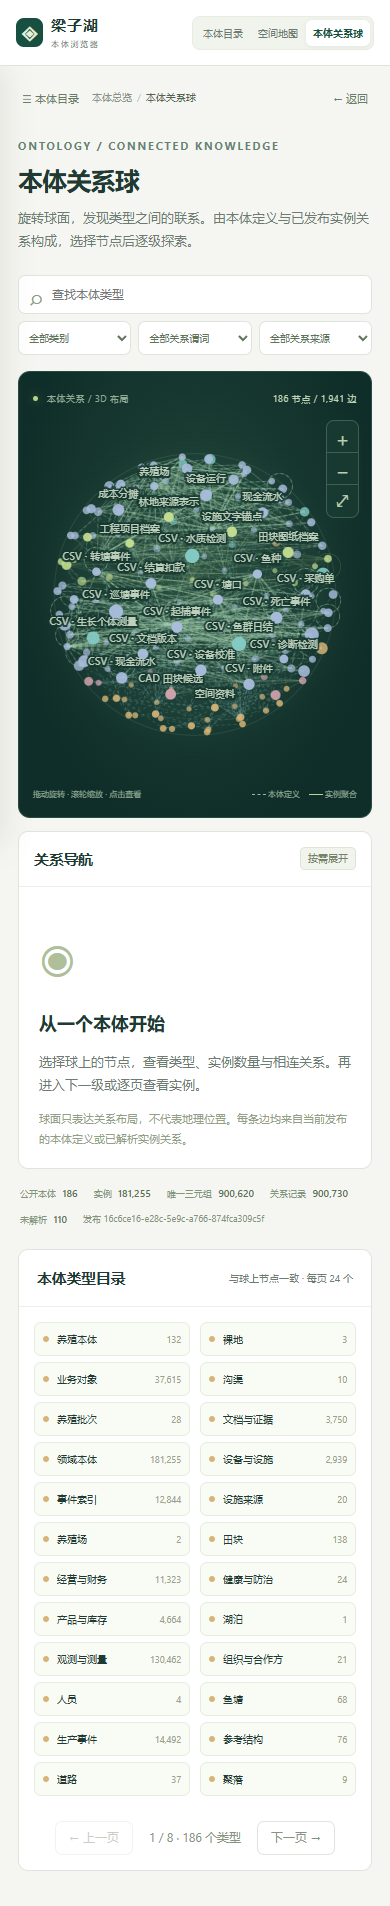 梁子湖
本体浏览器
本体目录 空间地图 本体关系球
☰ 本体目录 本体总览 / 本体关系球 ← 返回
ONTOLOGY / CONNECTED KNOWLEDGE
本体关系球
旋转球面，发现类型之间的联系。由本体定义与已发布实例关
系构成，选择节点后逐级探索。
查找本体类型
全部类别 全部关系谓词 全部关系来源
本体关系 / 3D 布局 186 节点 / 1,941 边
+
−
⤢
养殖场
设备运行
成本分摊
林地来源表示
现金流水
设施文字锚点
工程项目档案
CSV · 水质检测
田块图纸档案
CSV · 转塘事件
CSV · 鱼种
CSV · 结算扣款
CSV · 采购单
CSV · 塘口
CSV · 巡塘事件
CSV · 死亡事件
CSV · 起捕事件
CSV · 生长个体测量
CSV · 鱼群日结
CSV · 文档版本
CSV · 诊断检测
CSV · 设备校准
CSV · 现金流水
CSV · 附件
CAD 田块候选
空间资料
拖动旋转 · 滚轮缩放 · 点击查看 本体定义 实例聚合
关系导航 按需展开
从一个本体开始
选择球上的节点，查看类型、实例数量与相连关系。再
进入下一级或逐页查看实例。
球面只表达关系布局，不代表地理位置。每条边均来自当前发布
的本体定义或已解析实例关系。
公开本体 186 实例 181,255 唯一三元组 900,620 关系记录 900,730
未解析 110 发布 16c6ce16-e28c-5e9c-a766-874fca309c5f
本体类型目录 与球上节点一致 · 每页 24 个
养殖本体 132 裸地 3
业务对象 37,615 沟渠 10
养殖批次 28 文档与证据 3,750
领域本体 181,255 设备与设施 2,939
事件索引 12,844 设施来源 20
养殖场 2 田块 138
经营与财务 11,323 健康与防治 24
产品与库存 4,664 湖泊 1
观测与测量 130,462 组织与合作方 21
人员 4 鱼塘 68
生产事件 14,492 参考结构 76
道路 37 聚落 9
← 上一页 1 / 8 · 186 个类型 下一页 →